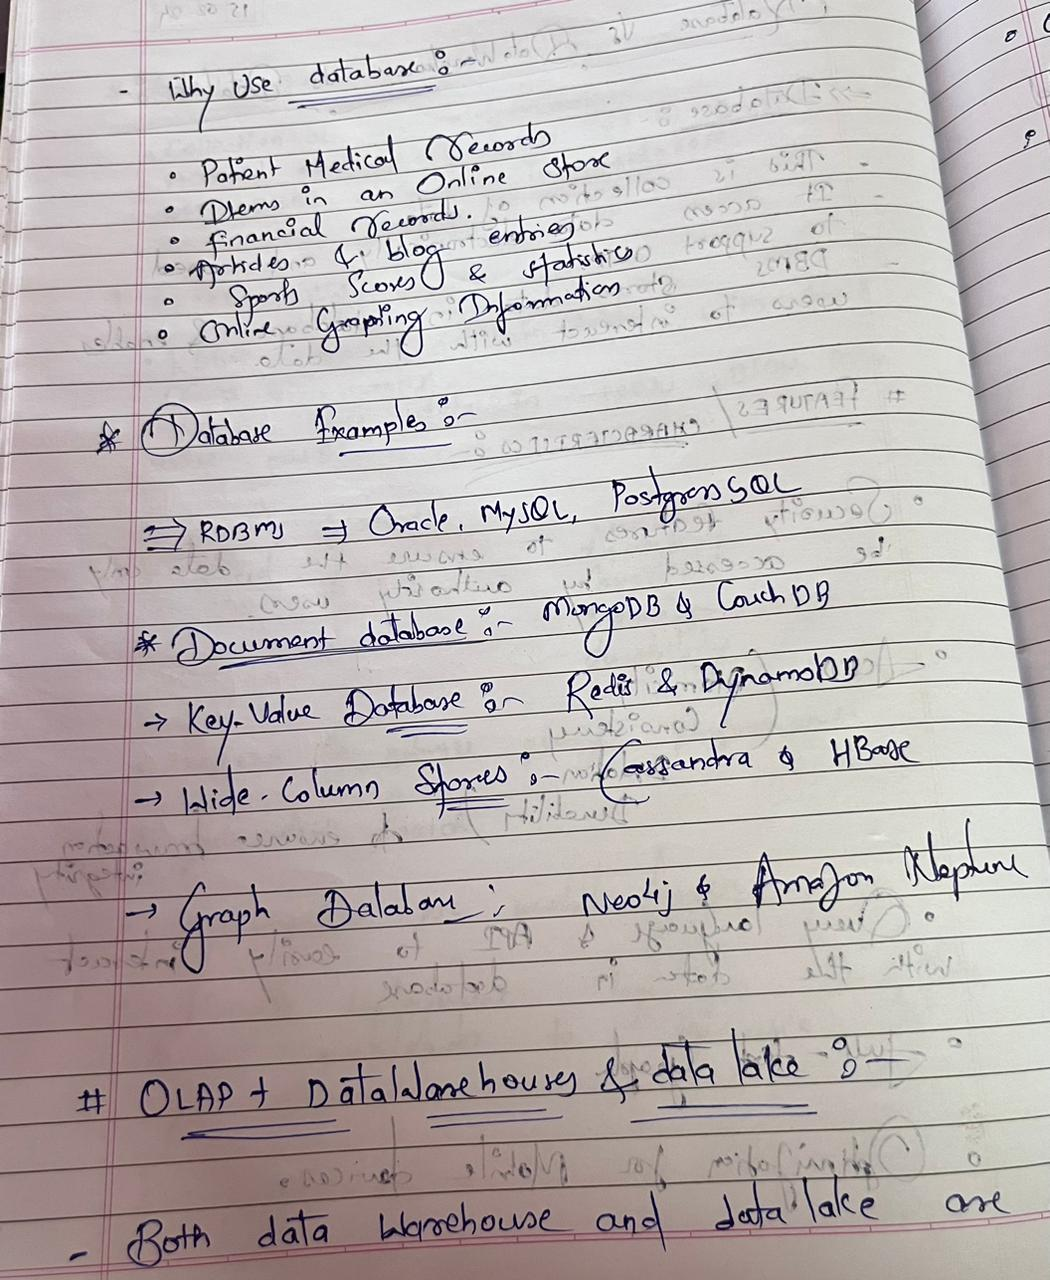 - Why Use database :-
• Patient Medical Records
• Items in an Online Store
• financial records.
• Articles. & blog entries
• Sports Scores & statistics
• Online Information
* Database Examples :-
⇒ RDBMS ⇒ Oracle, MySQL, PostgresSQL
* Document database :- MongoDB & CouchDB
→ Key-Value Database :- Redis & DynamoDB
→ Wide-Column Stores :- Cassandra & HBase
→ Graph Database : Neo4j & Amazon Neptune
# OLAP + DataWarehouses & data lake :-
- Both data warehouse and data lake are